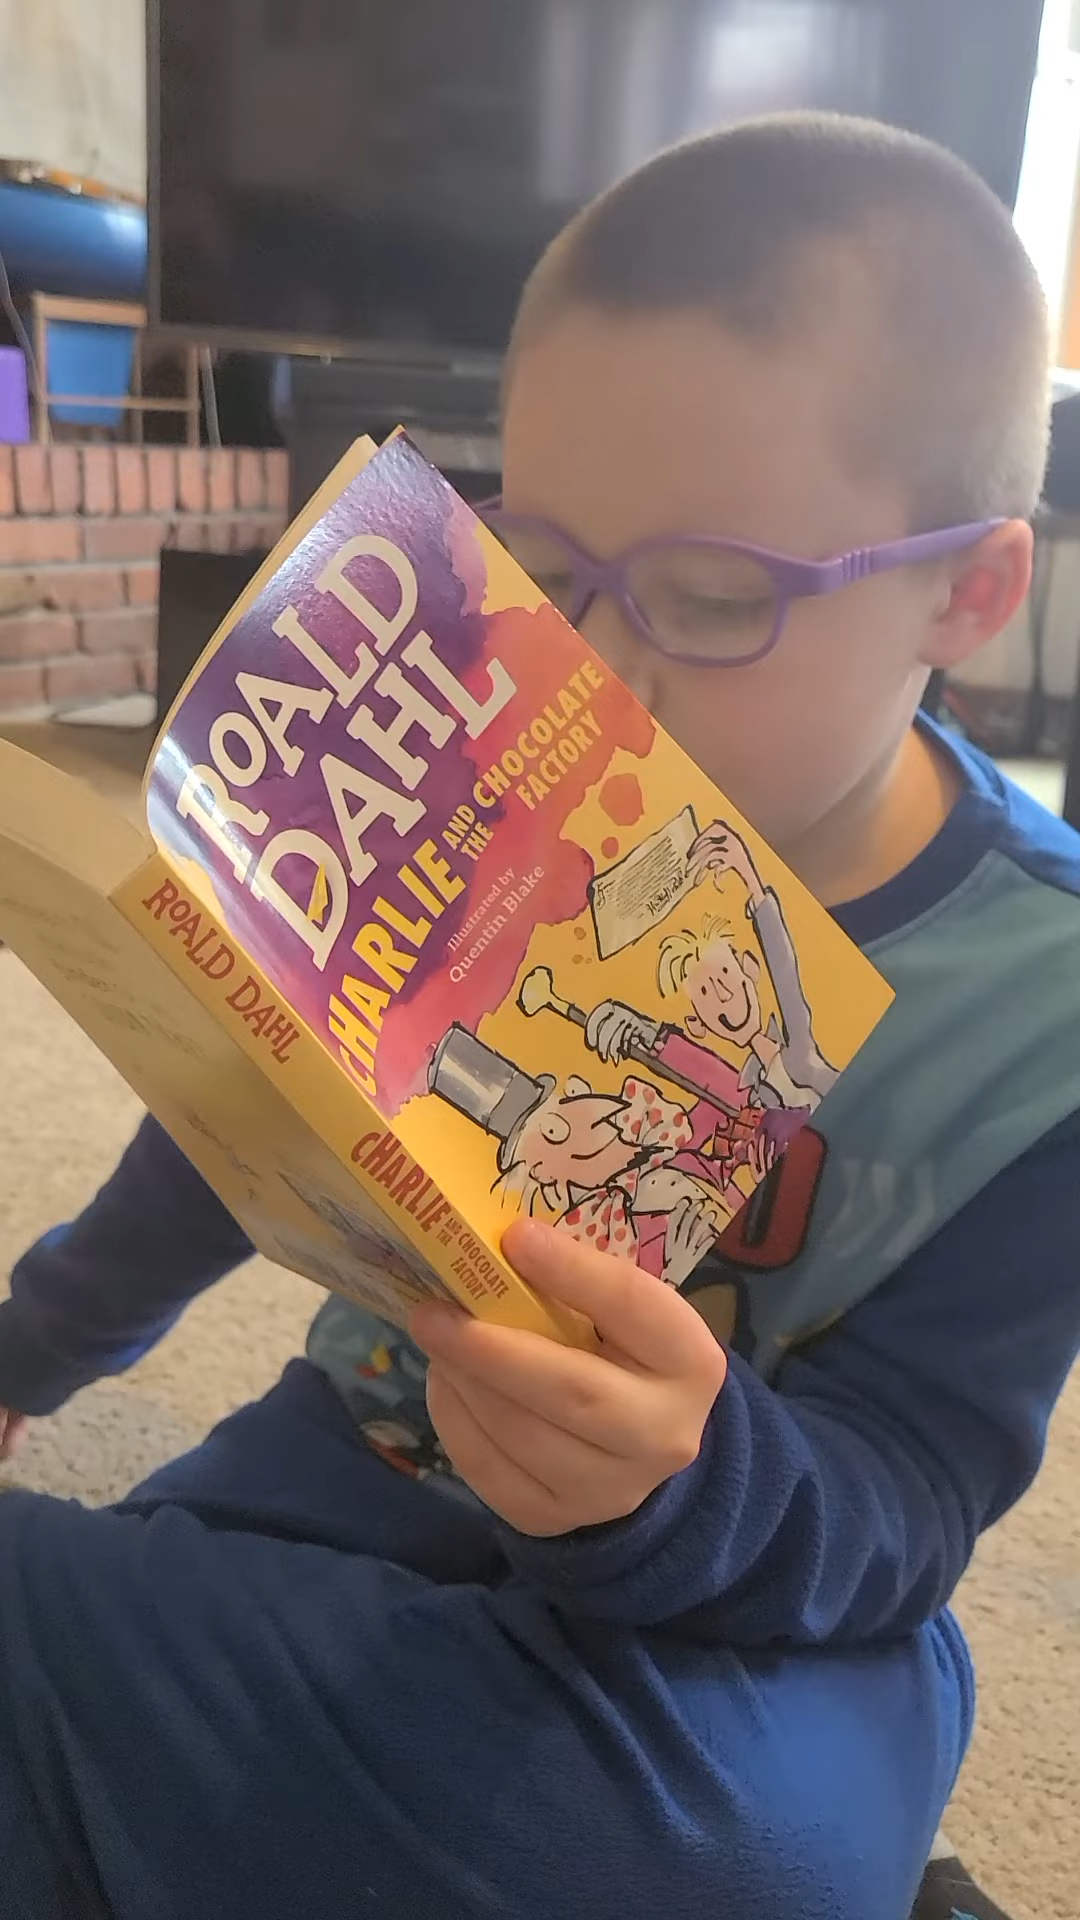 ROALD
DAHL
CHARLIE
AND
THE
CHOCOLATE
FACTORY
Illustrated by
Quentin Blake
ROALD DAHL
CHARLIE
AND
THE
CHOCOLATE
FACTORY